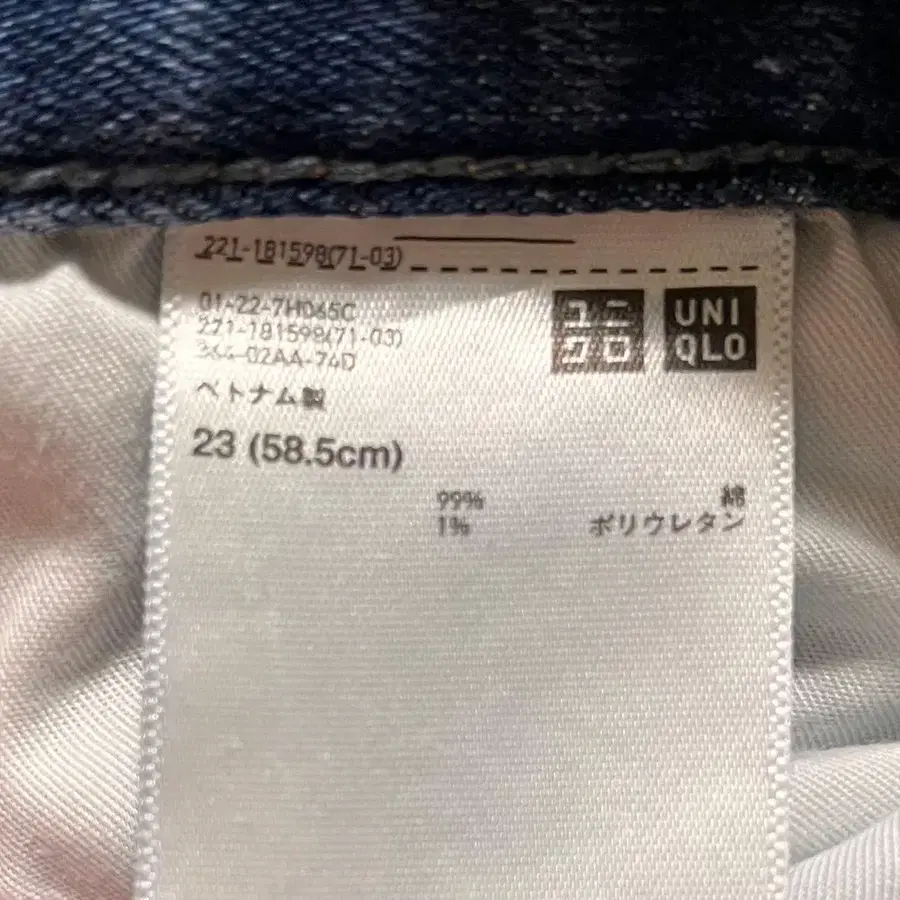 221-181598(71-03)
01-22-7H065C
221-181598(71-03)
364-02AA-74D
ベトナム製
23 (58.5cm)
99% 綿
1% ポリウレタン
ユニ
クロ
UNI
QLO